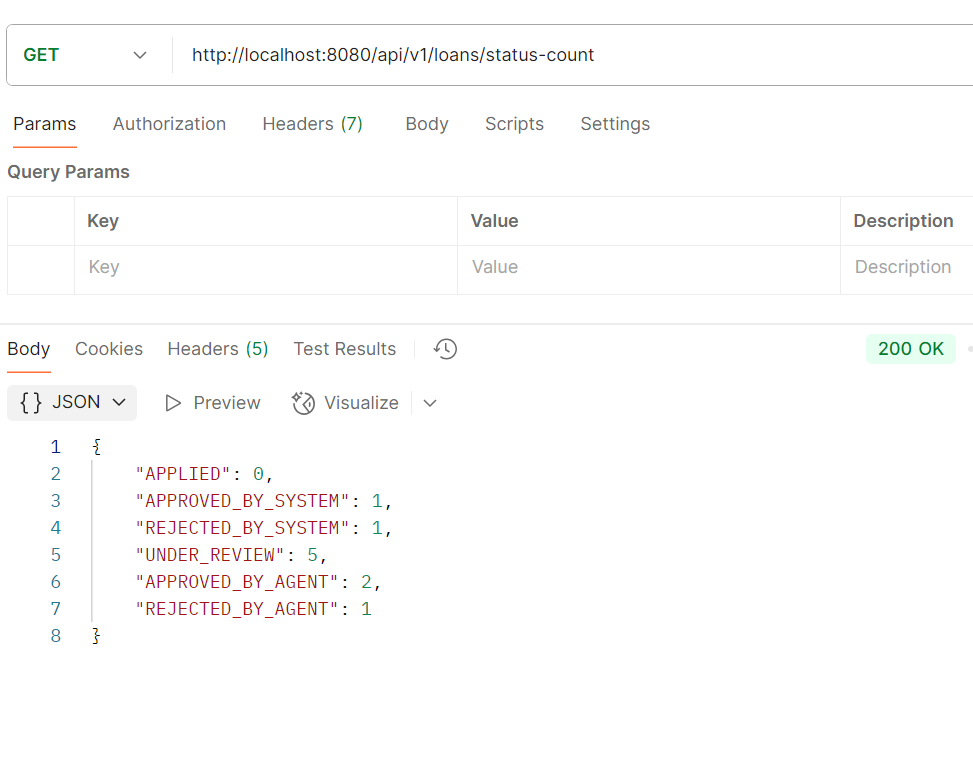 GET http://localhost:8080/api/v1/loans/status-count
Params Authorization Headers (7) Body Scripts Settings
Query Params
Key Value Description
Key Value Description
Body Cookies Headers (5) Test Results 200 OK
{} JSON Preview Visualize
1 {
2 "APPLIED": 0,
3 "APPROVED_BY_SYSTEM": 1,
4 "REJECTED_BY_SYSTEM": 1,
5 "UNDER_REVIEW": 5,
6 "APPROVED_BY_AGENT": 2,
7 "REJECTED_BY_AGENT": 1
8 }